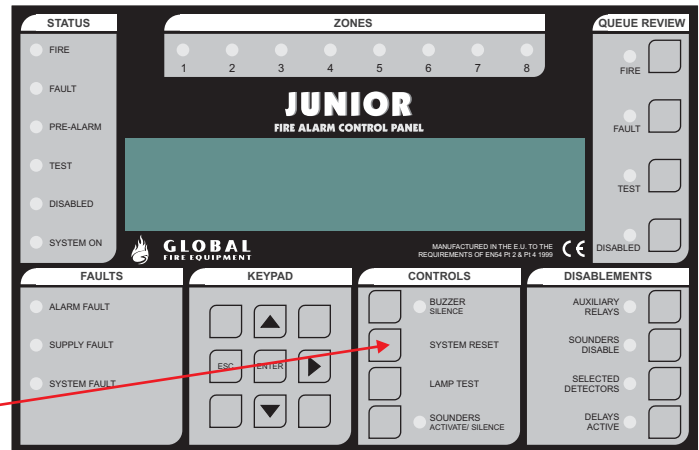 STATUS
FIRE
FAULT
PRE-ALARM
TEST
DISABLED
SYSTEM ON
ZONES
1 2 3 4 5 6 7 8
JUNIOR
FIRE ALARM CONTROL PANEL
GLOBAL
FIRE EQUIPMENT
MANUFACTURED IN THE E.U. TO THE
REQUIREMENTS OF EN54 Pt 2 & Pt 4 1999
CE
QUEUE REVIEW
FIRE
FAULT
TEST
DISABLED
FAULTS
ALARM FAULT
SUPPLY FAULT
SYSTEM FAULT
KEYPAD
ESC ENTER
CONTROLS
BUZZER
SILENCE
SYSTEM RESET
LAMP TEST
SOUNDERS
ACTIVATE/ SILENCE
DISABLEMENTS
AUXILIARY
RELAYS
SOUNDERS
DISABLE
SELECTED
DETECTORS
DELAYS
ACTIVE